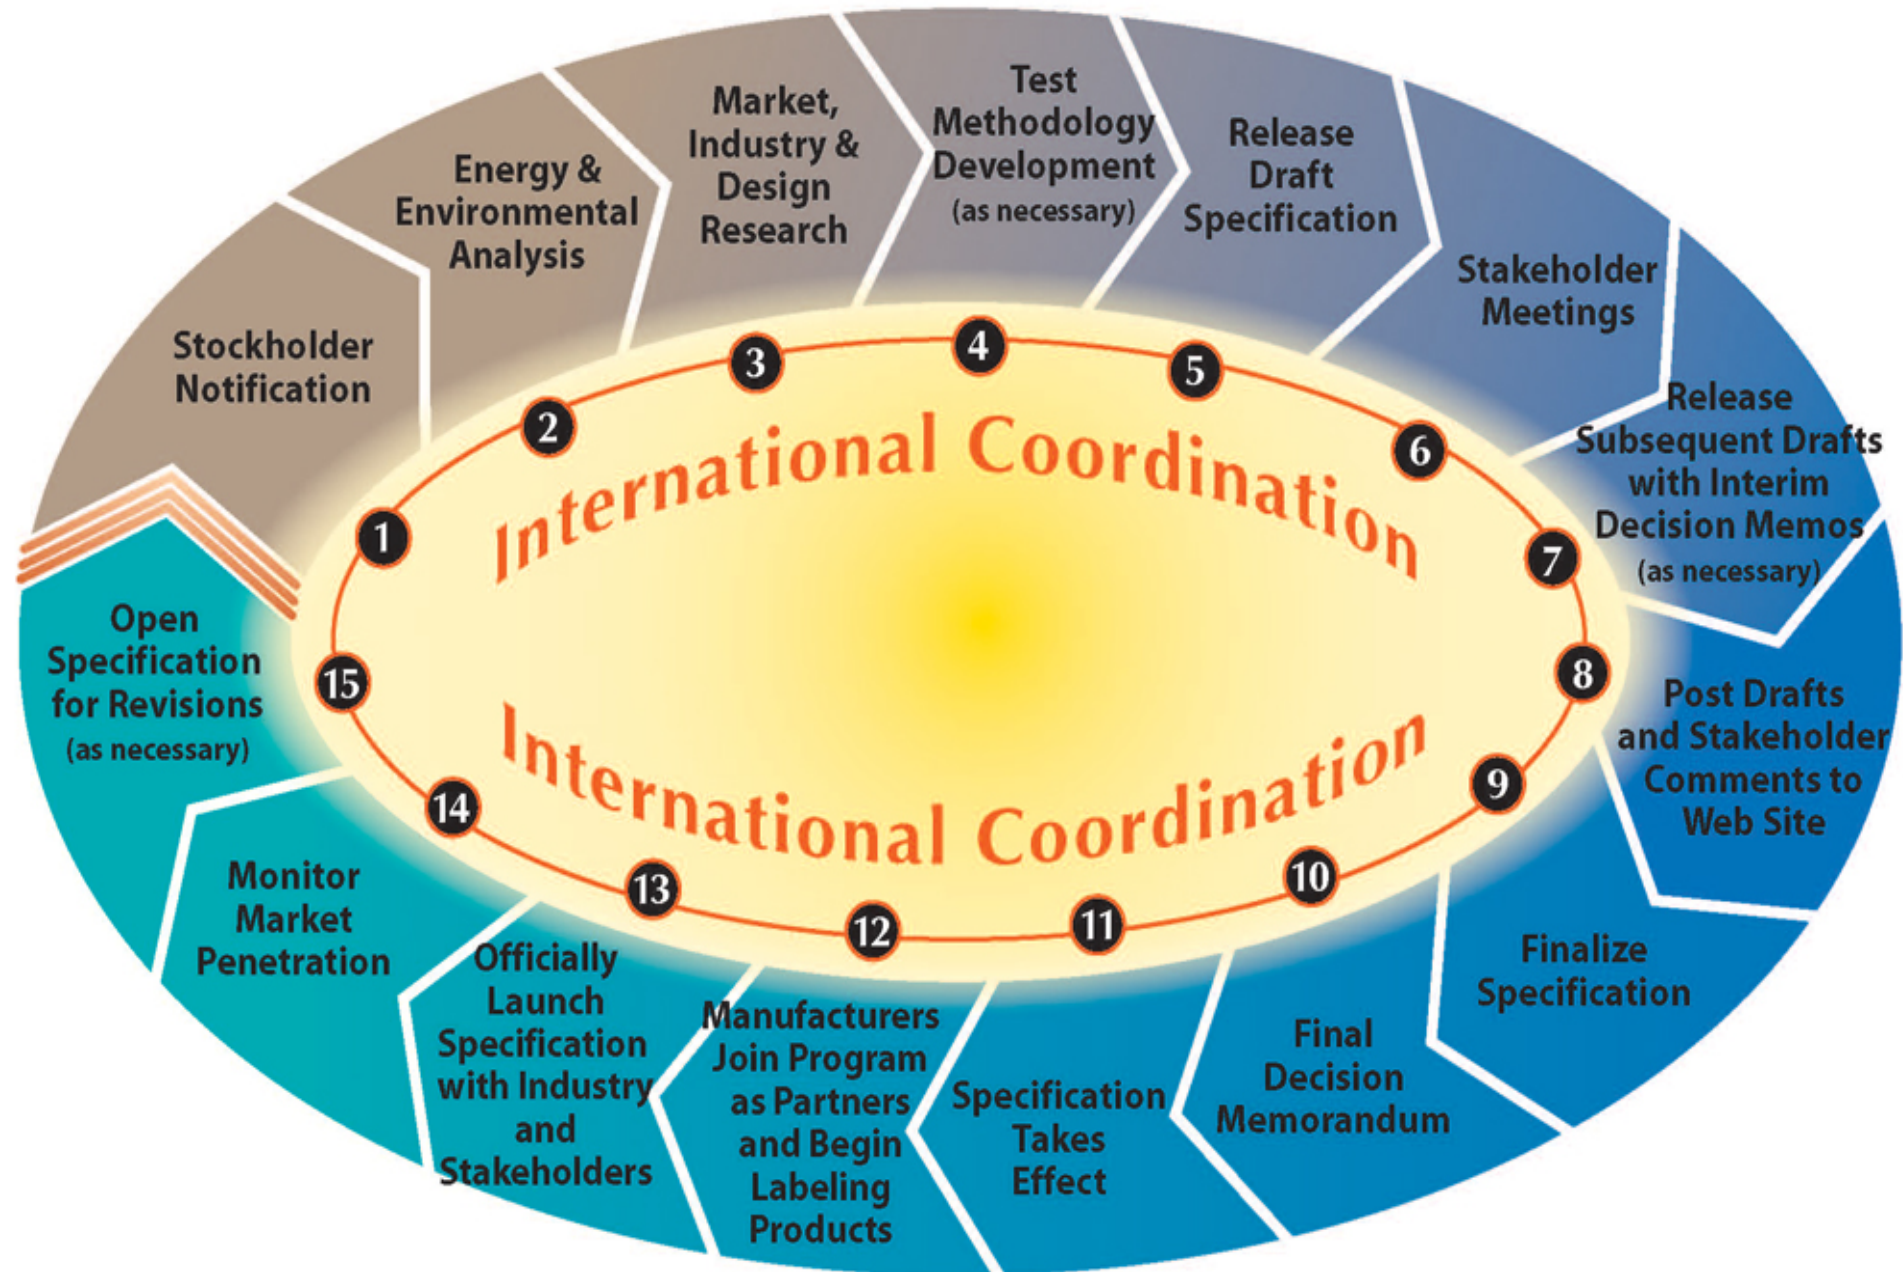 Stockholder
Notification
Energy &
Environmental
Analysis
Market,
Industry &
Design
Research
Test
Methodology
Development
(as necessary)
Release
Draft
Specification
Stakeholder
Meetings
Release
Subsequent Drafts
with Interim
Decision Memos
(as necessary)
Post Drafts
and Stakeholder
Comments to
Web Site
Finalize
Specification
Final
Decision
Memorandum
Specification
Takes
Effect
Manufacturers
Join Program
as Partners
and Begin
Labeling
Products
Officially
Launch
Specification
with Industry
and
Stakeholders
Monitor
Market
Penetration
Open
Specification
for Revisions
(as necessary)
1
2
3
4
5
6
7
8
9
10
11
12
13
14
15
International Coordination
International Coordination